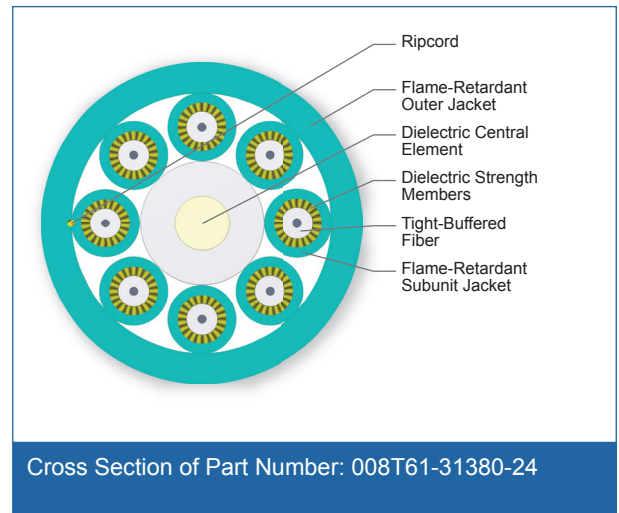 Ripcord
Flame-Retardant
Outer Jacket
Dielectric Central
Element
Dielectric Strength
Members
Tight-Buffered
Fiber
Flame-Retardant
Subunit Jacket
Cross Section of Part Number: 008T61-31380-24